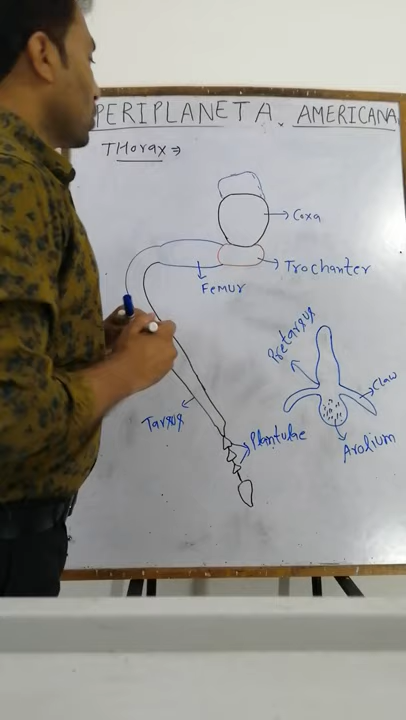 PERIPLANETA AMERICANA
THorax ⇒
Coxa
Trochanter
Femur
Pretarsus
Claw
Tarsus
Plantulae
Arolium